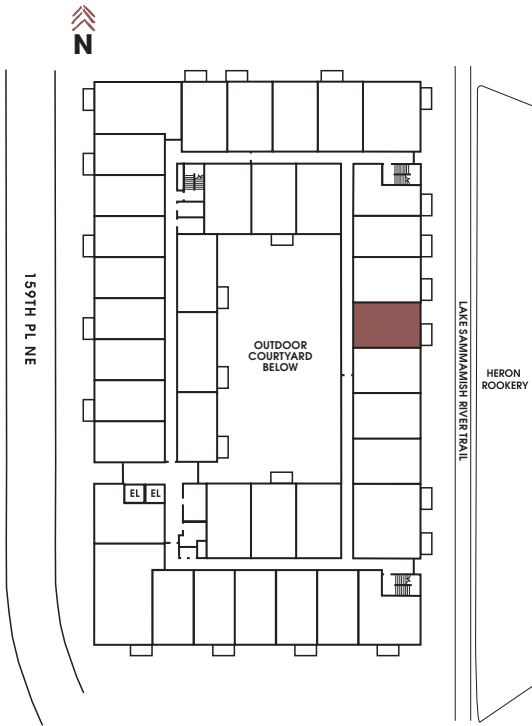 N
159TH PL NE
OUTDOOR
COURTYARD
BELOW
LAKE SAMMAMISH RIVER TRAIL
HERON
ROOKERY
EL
EL